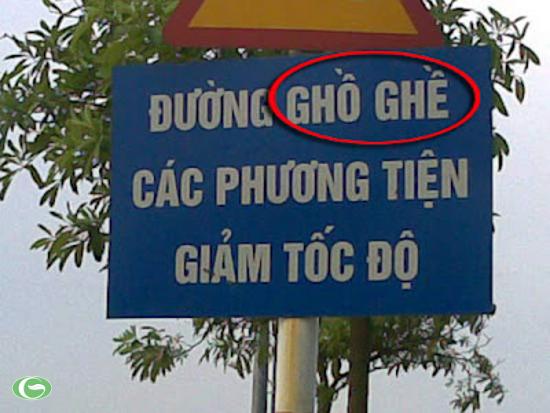 ĐƯỜNG GHỒ GHỀ
CÁC PHƯƠNG TIỆN
GIẢM TỐC ĐỘ